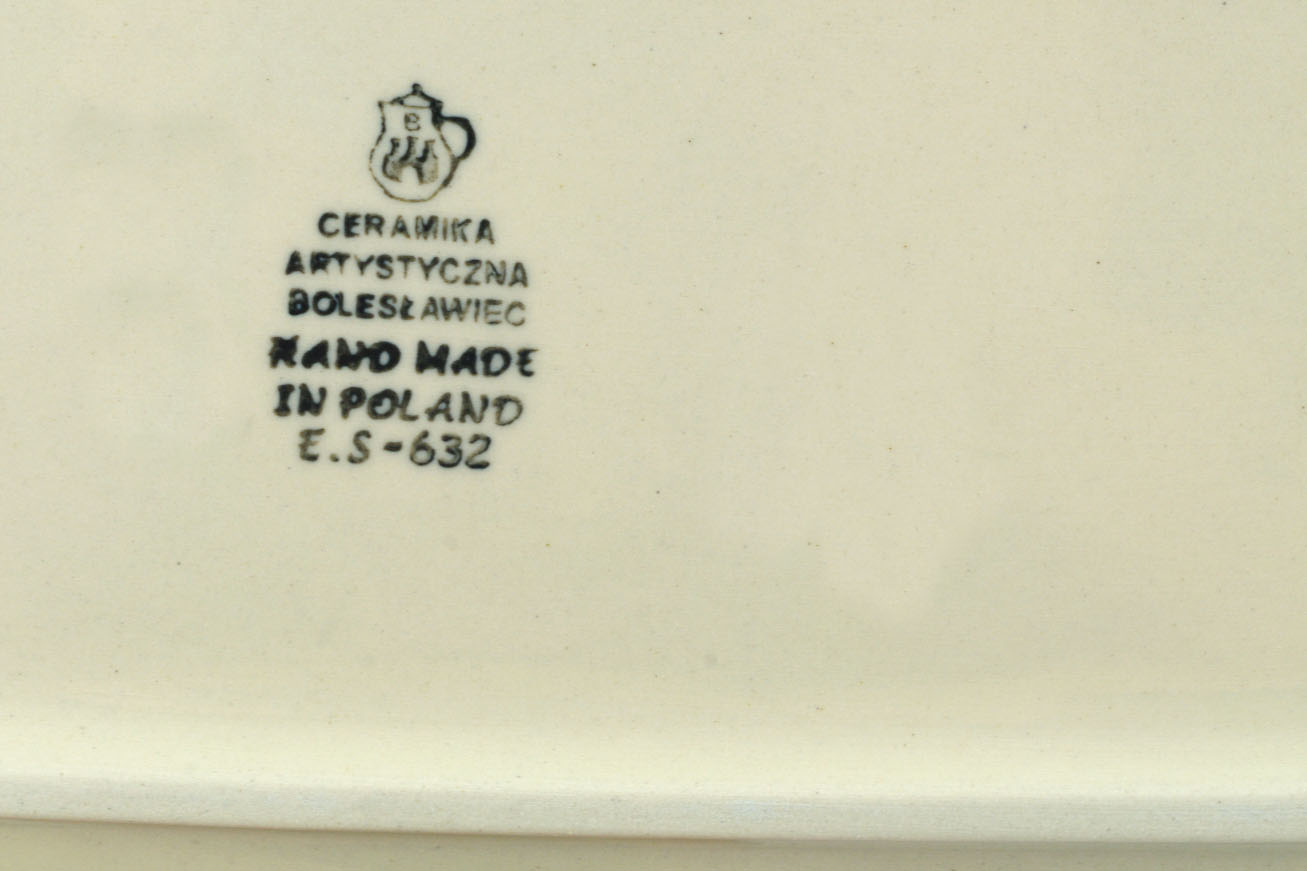 B
CERAMIKA
ARTYSTYCZNA
BOLESŁAWIEC
HAND MADE
IN POLAND
E.S-632